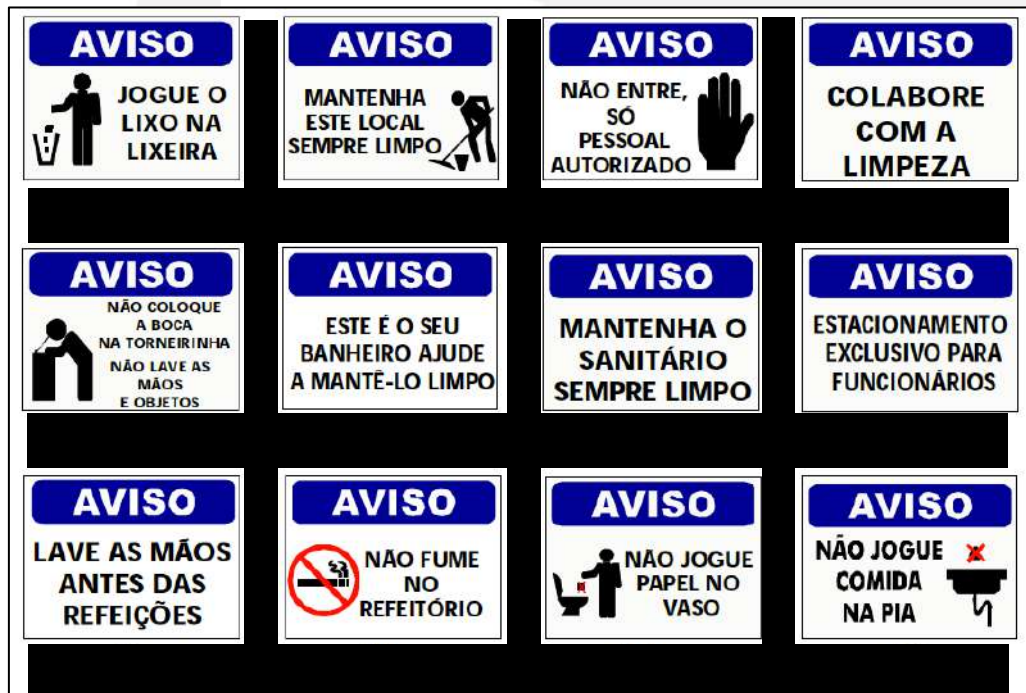 AVISO
JOGUE O
LIXO NA
LIXEIRA
AVISO
MANTENHA
ESTE LOCAL
SEMPRE LIMPO
AVISO
NÃO ENTRE,
SÓ
PESSOAL
AUTORIZADO
AVISO
COLABORE
COM A
LIMPEZA
AVISO
NÃO COLOQUE
A BOCA
NA TORNEIRINHA
NÃO LAVE AS
MÃOS
E OBJETOS
AVISO
ESTE É O SEU
BANHEIRO AJUDE
A MANTÊ-LO LIMPO
AVISO
MANTENHA O
SANITÁRIO
SEMPRE LIMPO
AVISO
ESTACIONAMENTO
EXCLUSIVO PARA
FUNCIONÁRIOS
AVISO
LAVE AS MÃOS
ANTES DAS
REFEIÇÕES
AVISO
NÃO FUME
NO
REFEITÓRIO
AVISO
NÃO JOGUE
PAPEL NO
VASO
AVISO
NÃO JOGUE
COMIDA
NA PIA